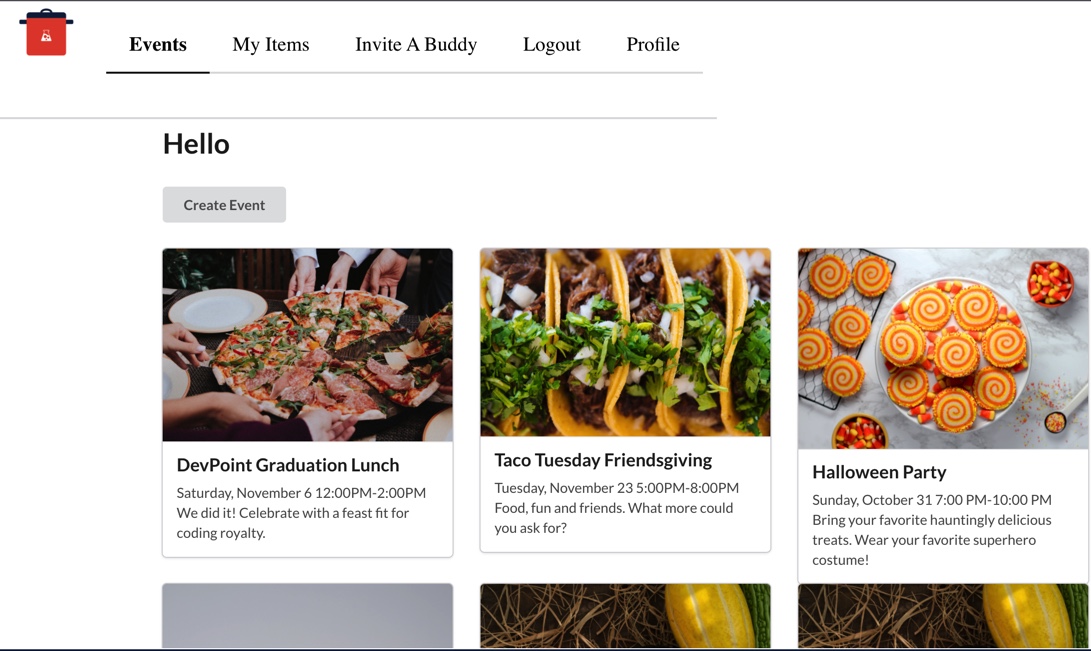 Events
My Items
Invite A Buddy
Logout
Profile
Hello
Create Event
DevPoint Graduation Lunch
Saturday, November 6 12:00PM-2:00PM
We did it! Celebrate with a feast fit for
coding royalty.
Taco Tuesday Friendsgiving
Tuesday, November 23 5:00PM-8:00PM
Food, fun and friends. What more could
you ask for?
Halloween Party
Sunday, October 31 7:00 PM-10:00 PM
Bring your favorite hauntingly delicious
treats. Wear your favorite superhero
costume!